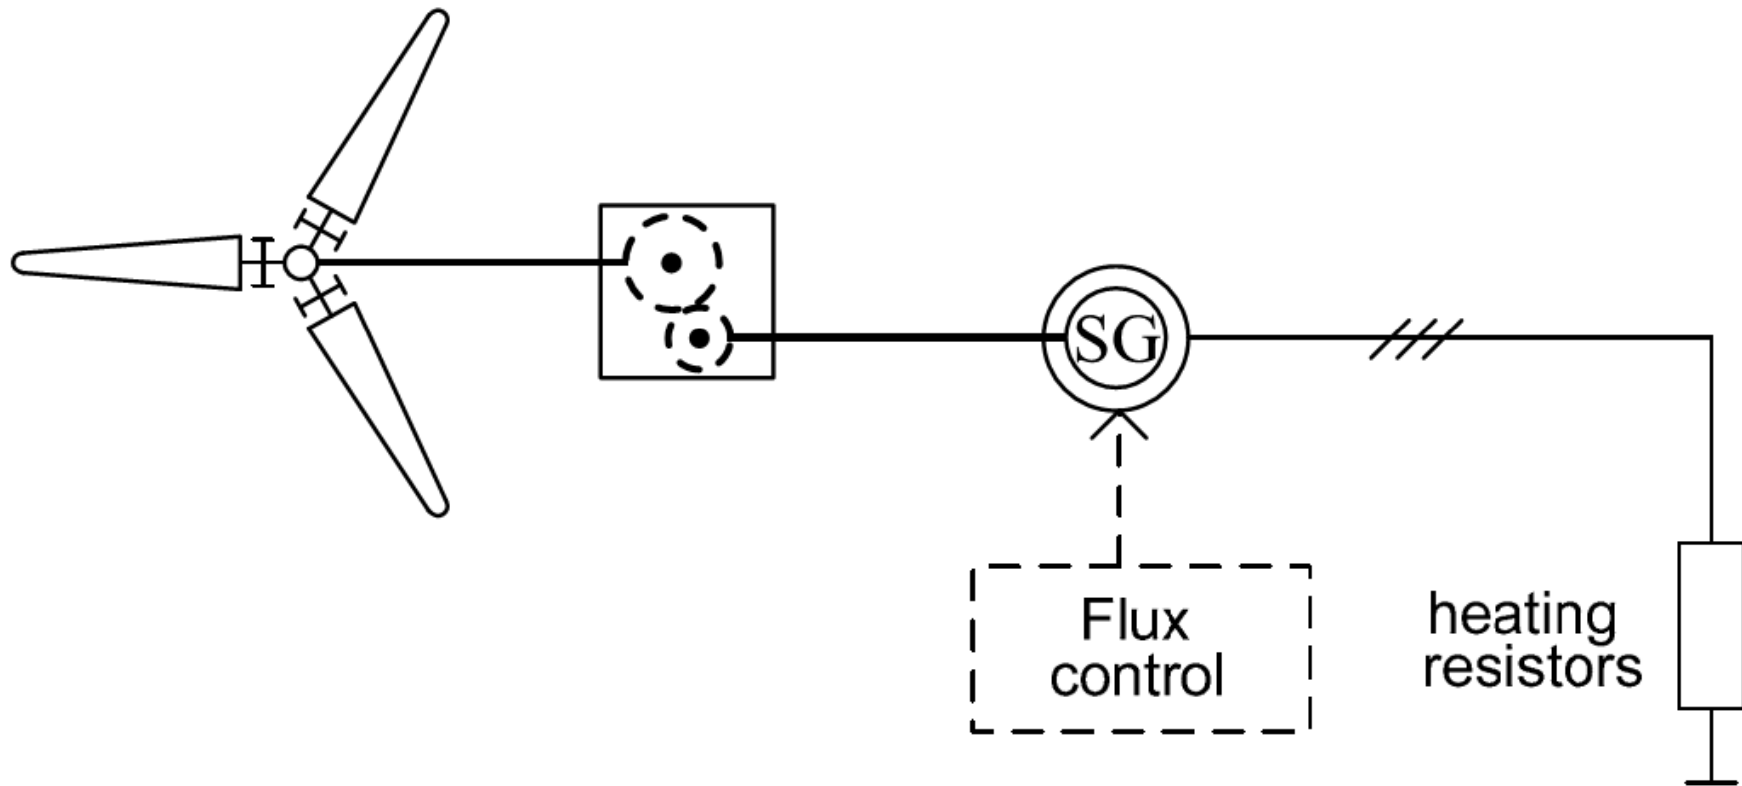 SG
Flux
control
heating
resistors